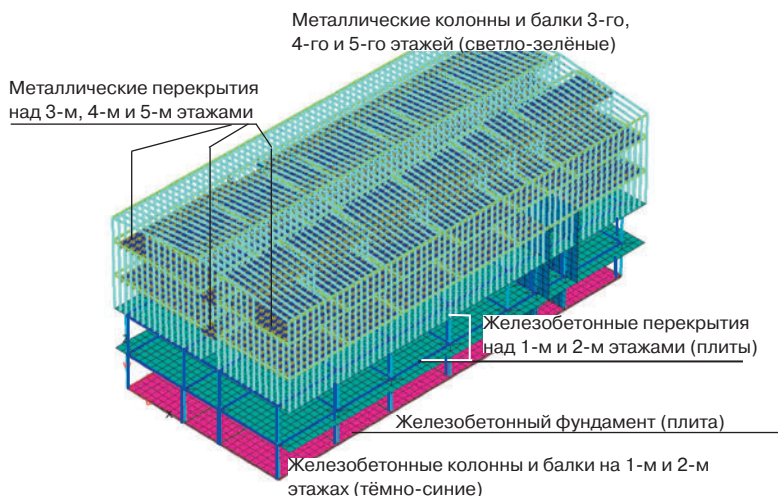 Металлические колонны и балки 3-го,
4-го и 5-го этажей (светло-зелёные)
Металлические перекрытия
над 3-м, 4-м и 5-м этажами
Железобетонные перекрытия
над 1-м и 2-м этажами (плиты)
Железобетонный фундамент (плита)
Железобетонные колонны и балки на 1-м и 2-м
этажах (тёмно-синие)